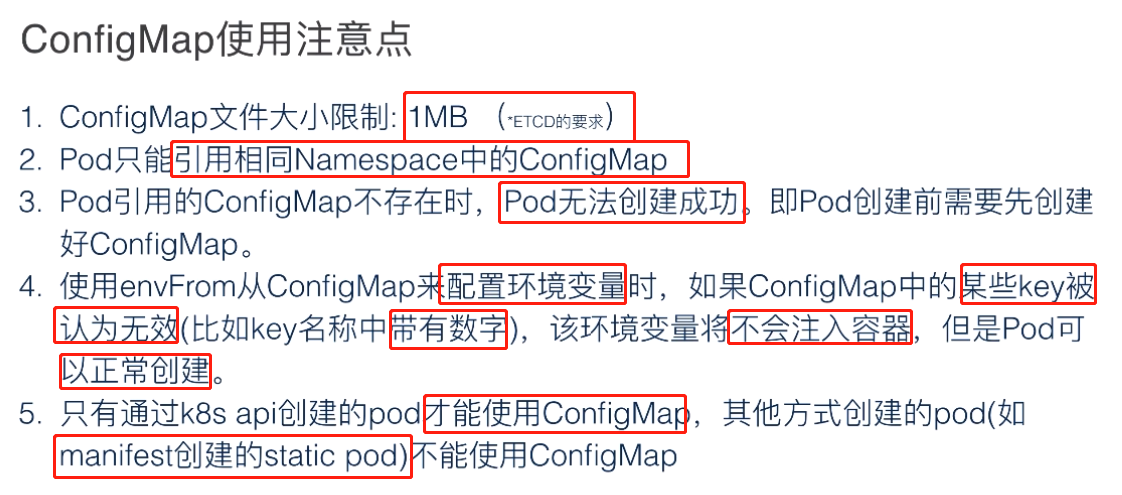 ConfigMap使用注意点
1. ConfigMap文件大小限制: 1MB （*ETCD的要求）
2. Pod只能引用相同Namespace中的ConfigMap
3. Pod引用的ConfigMap不存在时，Pod无法创建成功。即Pod创建前需要先创建
好ConfigMap。
4. 使用envFrom从ConfigMap来配置环境变量时，如果ConfigMap中的某些key被
认为无效(比如key名称中带有数字)，该环境变量将不会注入容器，但是Pod可
以正常创建。
5. 只有通过k8s api创建的pod才能使用ConfigMap，其他方式创建的pod(如
manifest创建的static pod)不能使用ConfigMap